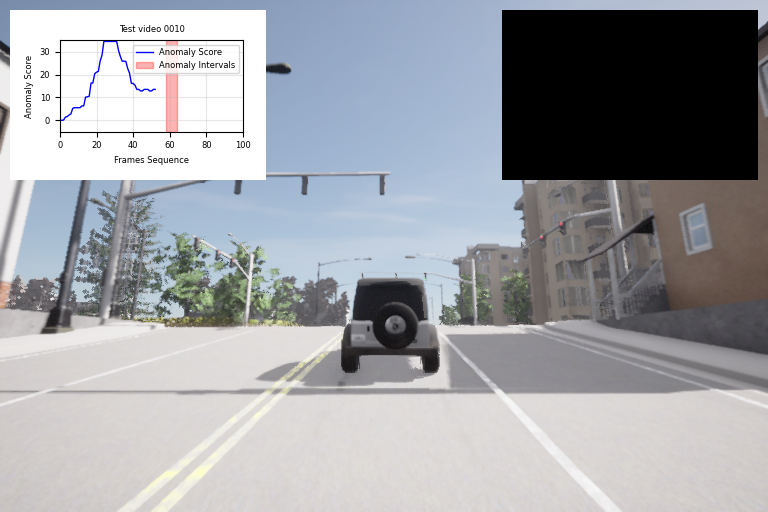 Test video 0010
Anomaly Score
Anomaly Intervals
30
20
10
0
Anomaly Score
0 20 40 60 80 100
Frames Sequence